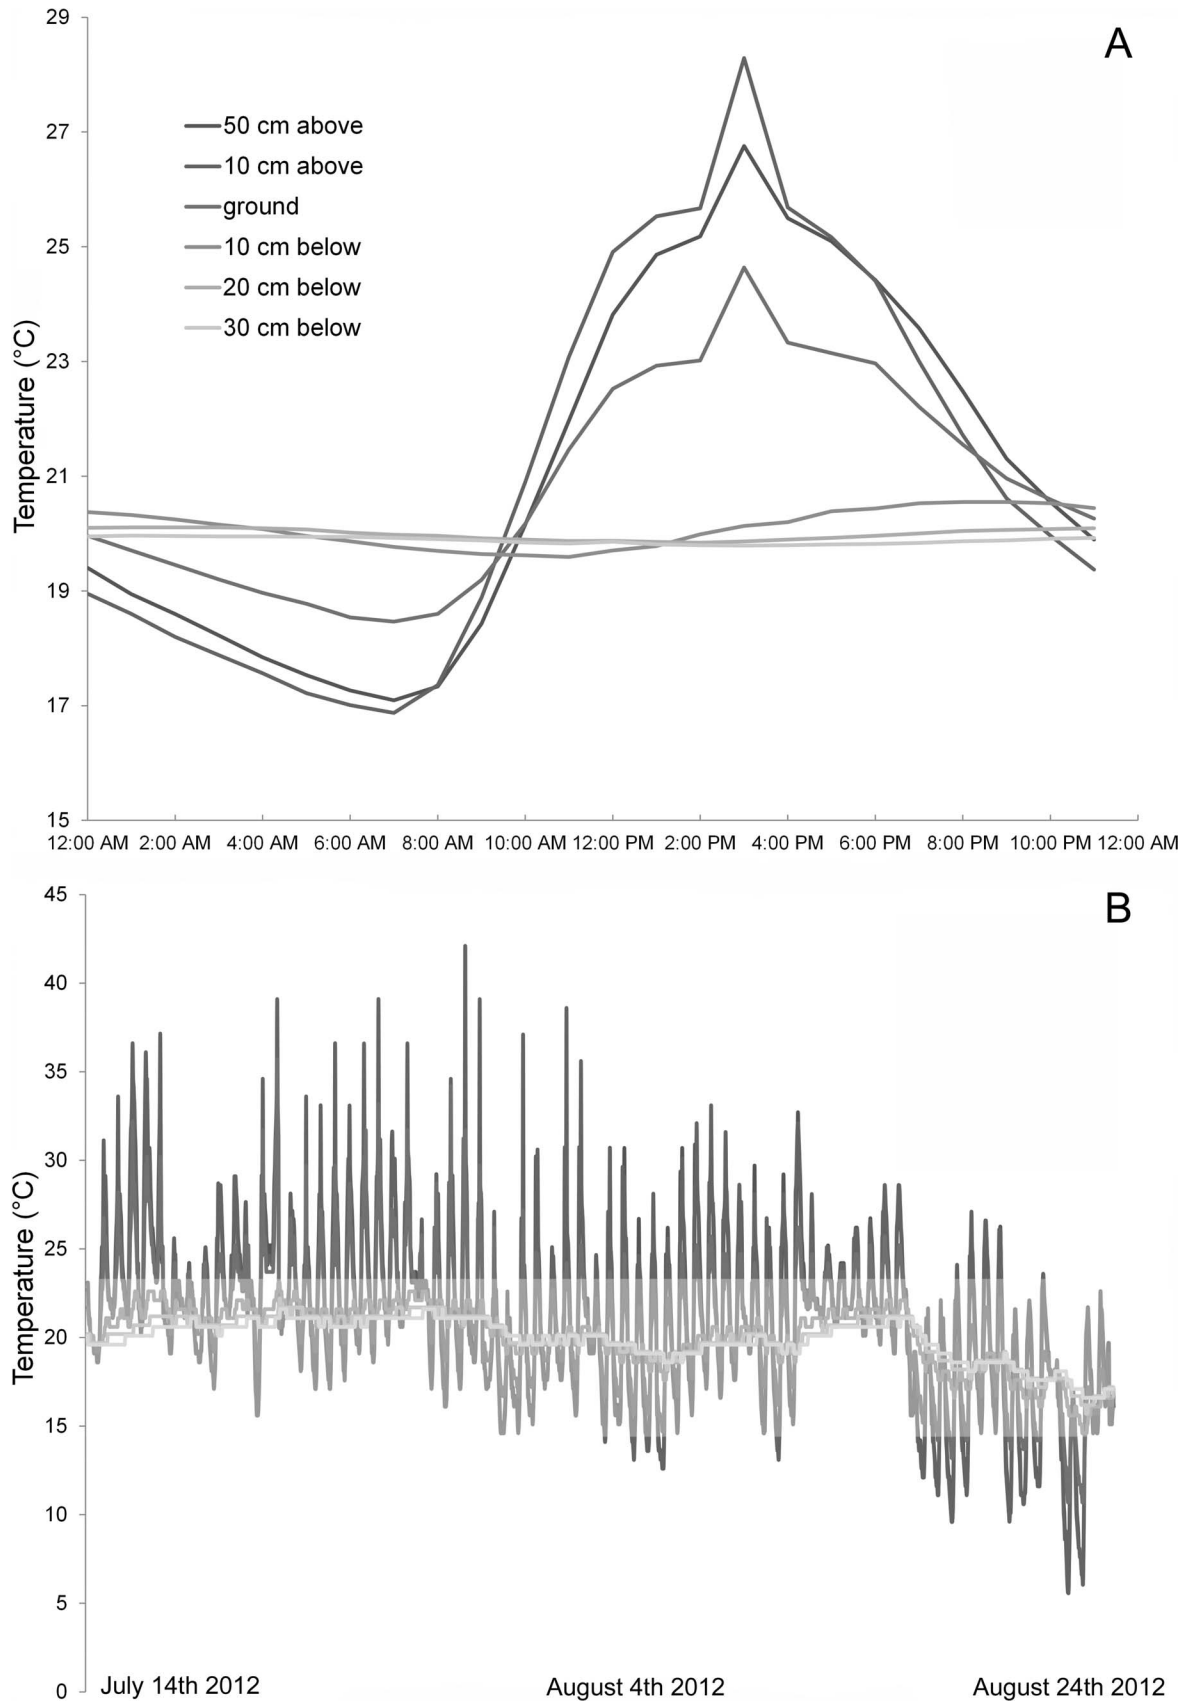 A
29
27
25
23
21
19
17
15
Temperature (°C)
50 cm above
10 cm above
ground
10 cm below
20 cm below
30 cm below
12:00 AM 2:00 AM 4:00 AM 6:00 AM 8:00 AM 10:00 AM 12:00 PM 2:00 PM 4:00 PM 6:00 PM 8:00 PM 10:00 PM 12:00 AM
B
45
40
35
30
25
20
15
10
5
0
Temperature (°C)
July 14th 2012 August 4th 2012 August 24th 2012